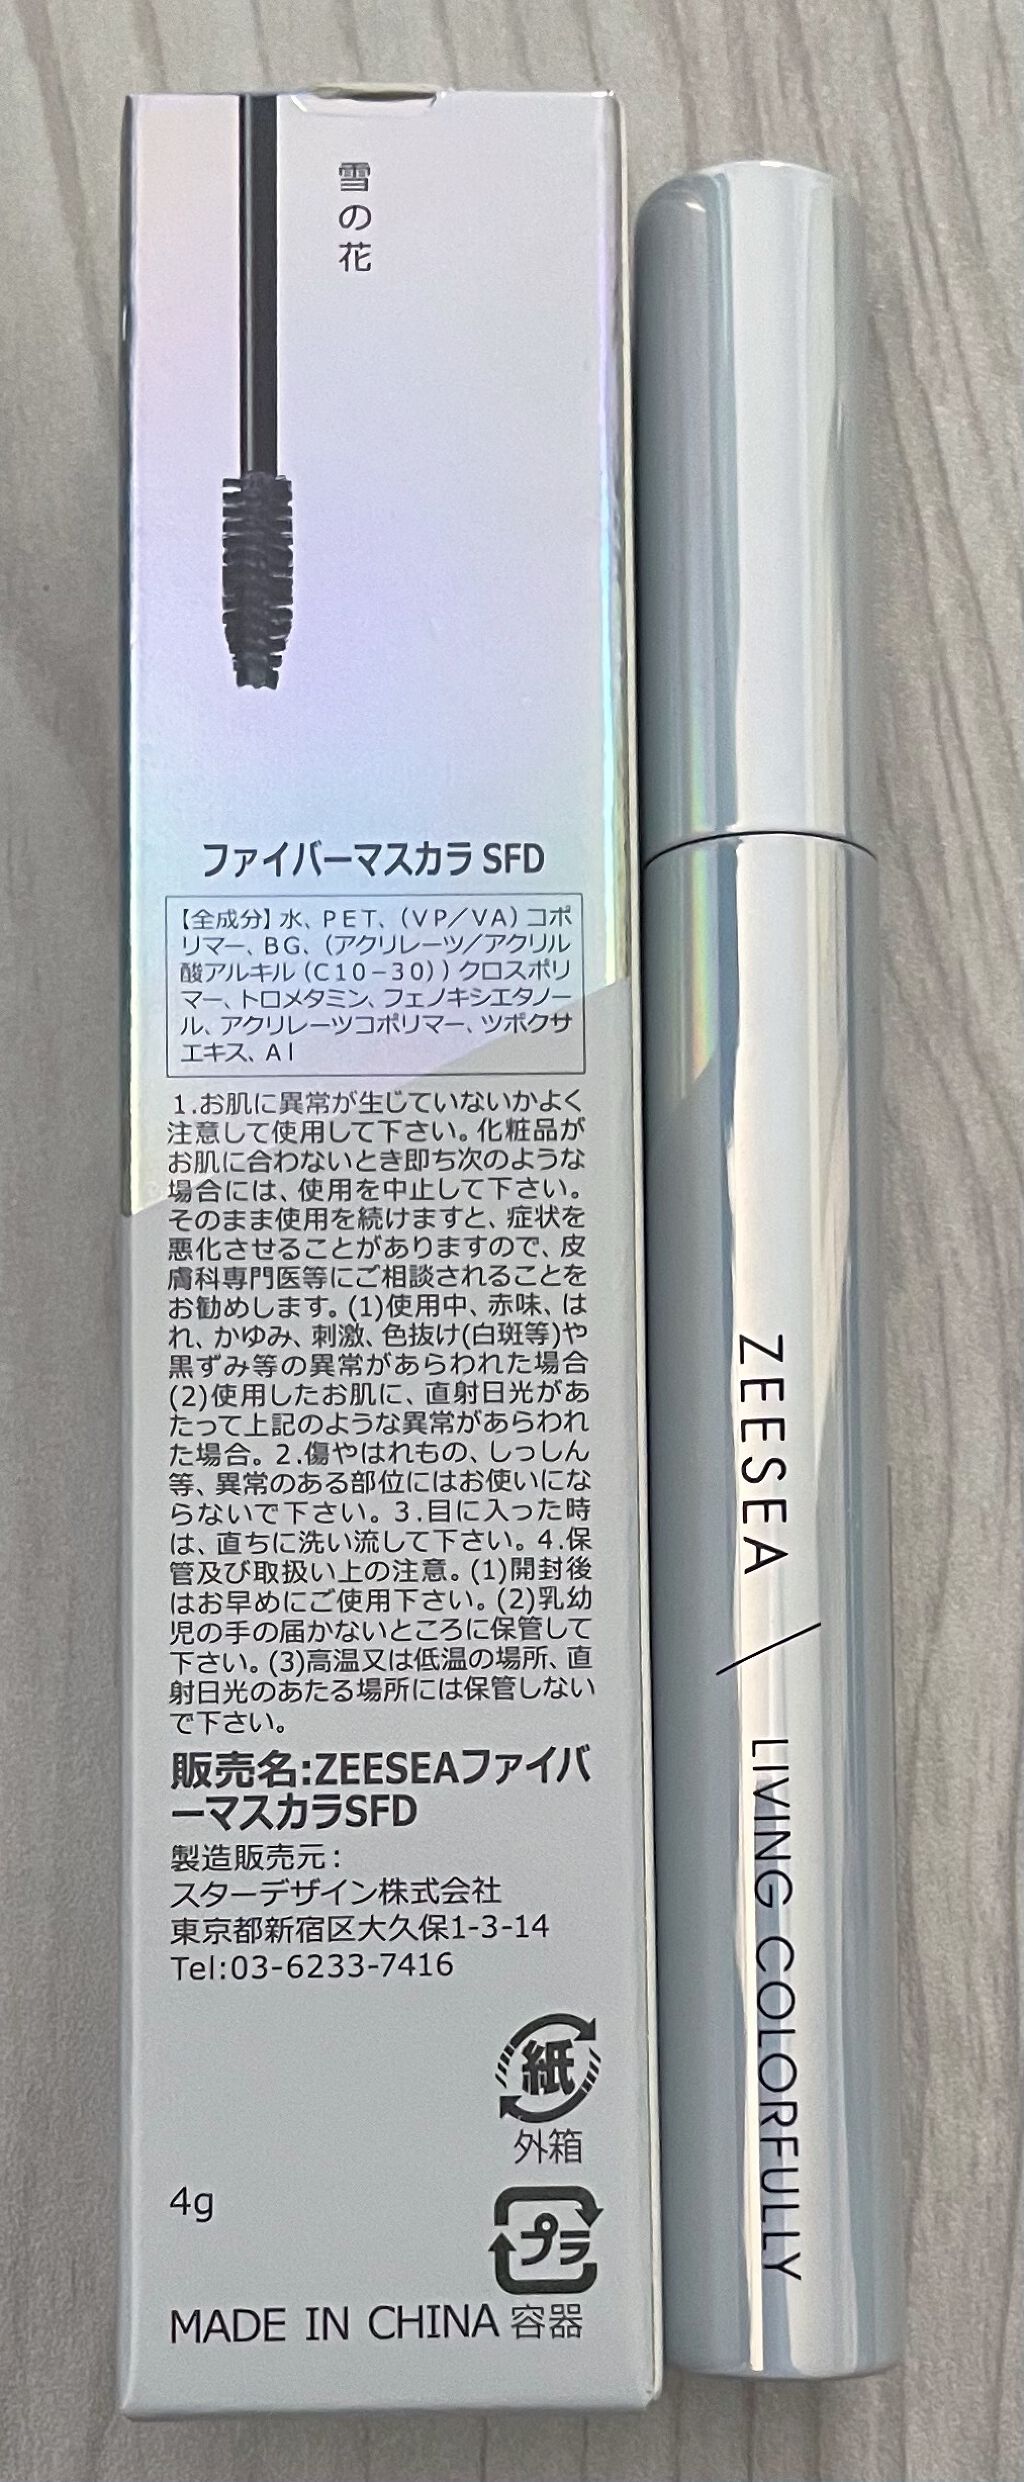 雪の花
ファイバーマスカラ SFD
【全成分】水、PET、(VP/VA)コポ
リマー、BG、(アクリレーツ/アクリル
酸アルキル(C10-30))クロスポリ
マー、トロメタミン、フェノキシエタノー
ル、アクリレーツコポリマー、ツボクサ
エキス、Al
1.お肌に異常が生じていないかよく
注意して使用して下さい。化粧品が
お肌に合わないとき即ち次のような
場合には、使用を中止して下さい。
そのまま使用を続けますと、症状を
悪化させることがありますので、皮
膚科専門医等にご相談されることを
お勧めします。(1)使用中、赤味、は
れ、かゆみ、刺激、色抜け(白斑等)や
黒ずみ等の異常があらわれた場合
(2)使用したお肌に、直射日光があ
たって上記のような異常があらわれ
た場合。2.傷やはれもの、しっしん
等、異常のある部位にはお使いにな
らないで下さい。3.目に入った時
は、直ちに洗い流して下さい。4.保
管及び取扱い上の注意。(1)開封後
はお早めにご使用下さい。(2)乳幼
児の手の届かないところに保管して
下さい。(3)高温又は低温の場所、直
射日光のあたる場所には保管しない
で下さい。
販売名:ZEESEAファイバ
ーマスカラSFD
製造販売元:
スターデザイン株式会社
東京都新宿区大久保1-3-14
Tel:03-6233-7416
紙
外箱
4g
プラ
MADE IN CHINA 容器
ZEESEA / LIVING COLORFULLY